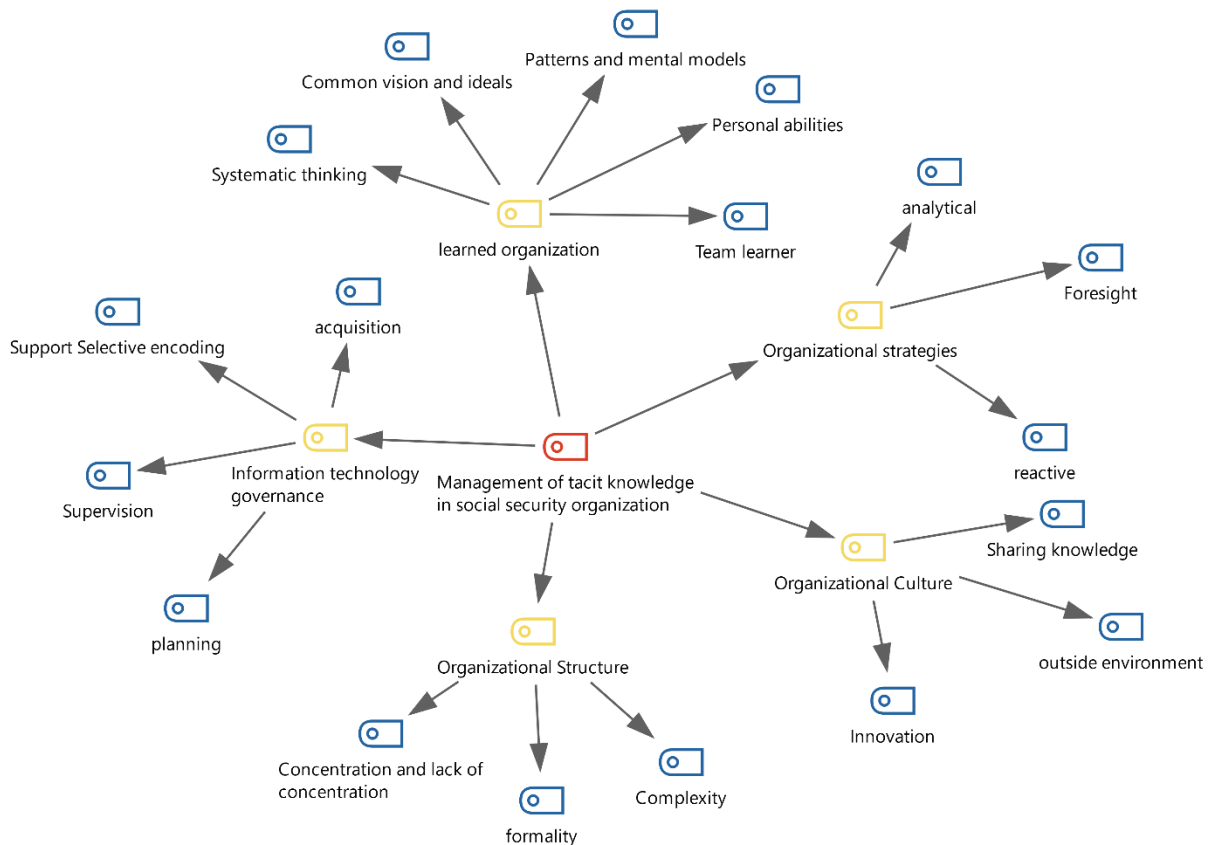 Patterns and mental models
Common vision and ideals
Personal abilities
Systematic thinking
analytical
learned organization
Team learner
Foresight
acquisition
Support Selective encoding
Organizational strategies
reactive
Information technology
governance
Management of tacit knowledge
in social security organization
Supervision
Sharing knowledge
Organizational Culture
planning
outside environment
Organizational Structure
Innovation
Concentration and lack of
concentration
Complexity
formality